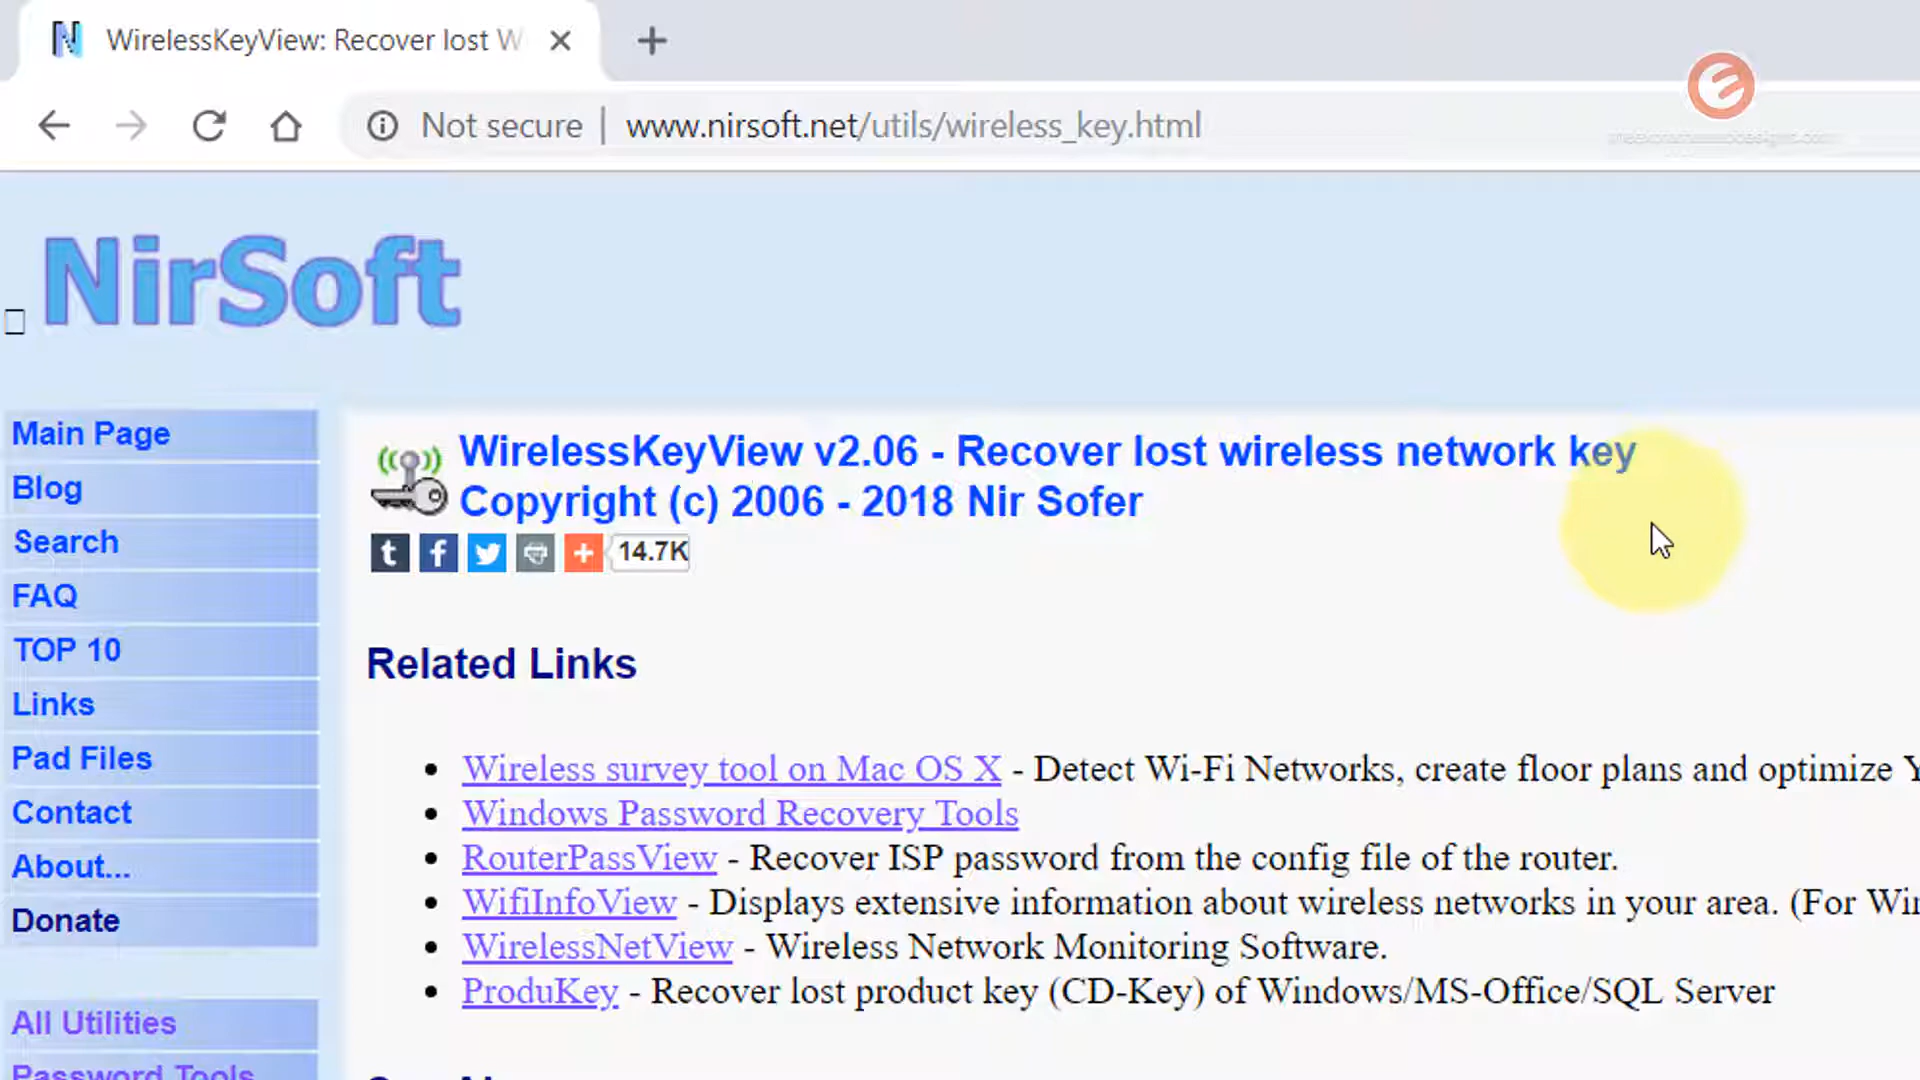 WirelessKeyView: Recover lost W
Not secure | www.nirsoft.net/utils/wireless_key.html
NirSoft
Main Page
Blog
Search
FAQ
TOP 10
Links
Pad Files
Contact
About...
Donate
All Utilities
Password Tools
WirelessKeyView v2.06 - Recover lost wireless network key
Copyright (c) 2006 - 2018 Nir Sofer
14.7K
Related Links
Wireless survey tool on Mac OS X - Detect Wi-Fi Networks, create floor plans and optimize Y
Windows Password Recovery Tools
RouterPassView - Recover ISP password from the config file of the router.
WifiInfoView - Displays extensive information about wireless networks in your area. (For Win
WirelessNetView - Wireless Network Monitoring Software.
ProduKey - Recover lost product key (CD-Key) of Windows/MS-Office/SQL Server